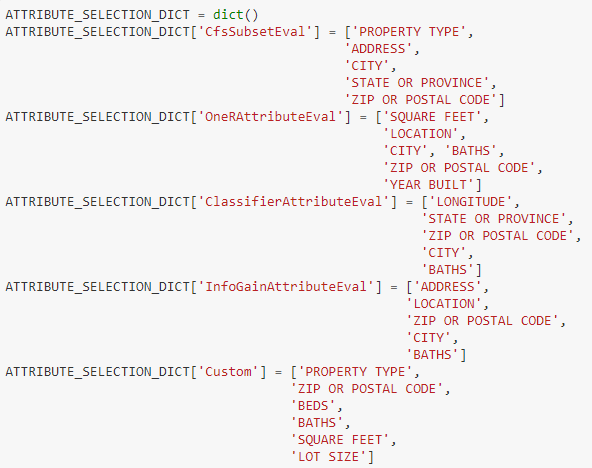 ATTRIBUTE_SELECTION_DICT = dict()
ATTRIBUTE_SELECTION_DICT['CfsSubsetEval'] = ['PROPERTY TYPE',
'ADDRESS',
'CITY',
'STATE OR PROVINCE',
'ZIP OR POSTAL CODE']
ATTRIBUTE_SELECTION_DICT['OneRAttributeEval'] = ['SQUARE FEET',
'LOCATION',
'CITY', 'BATHS',
'ZIP OR POSTAL CODE',
'YEAR BUILT']
ATTRIBUTE_SELECTION_DICT['ClassifierAttributeEval'] = ['LONGITUDE',
'STATE OR PROVINCE',
'ZIP OR POSTAL CODE',
'CITY',
'BATHS']
ATTRIBUTE_SELECTION_DICT['InfoGainAttributeEval'] = ['ADDRESS',
'LOCATION',
'ZIP OR POSTAL CODE',
'CITY',
'BATHS']
ATTRIBUTE_SELECTION_DICT['Custom'] = ['PROPERTY TYPE',
'ZIP OR POSTAL CODE',
'BEDS',
'BATHS',
'SQUARE FEET',
'LOT SIZE']